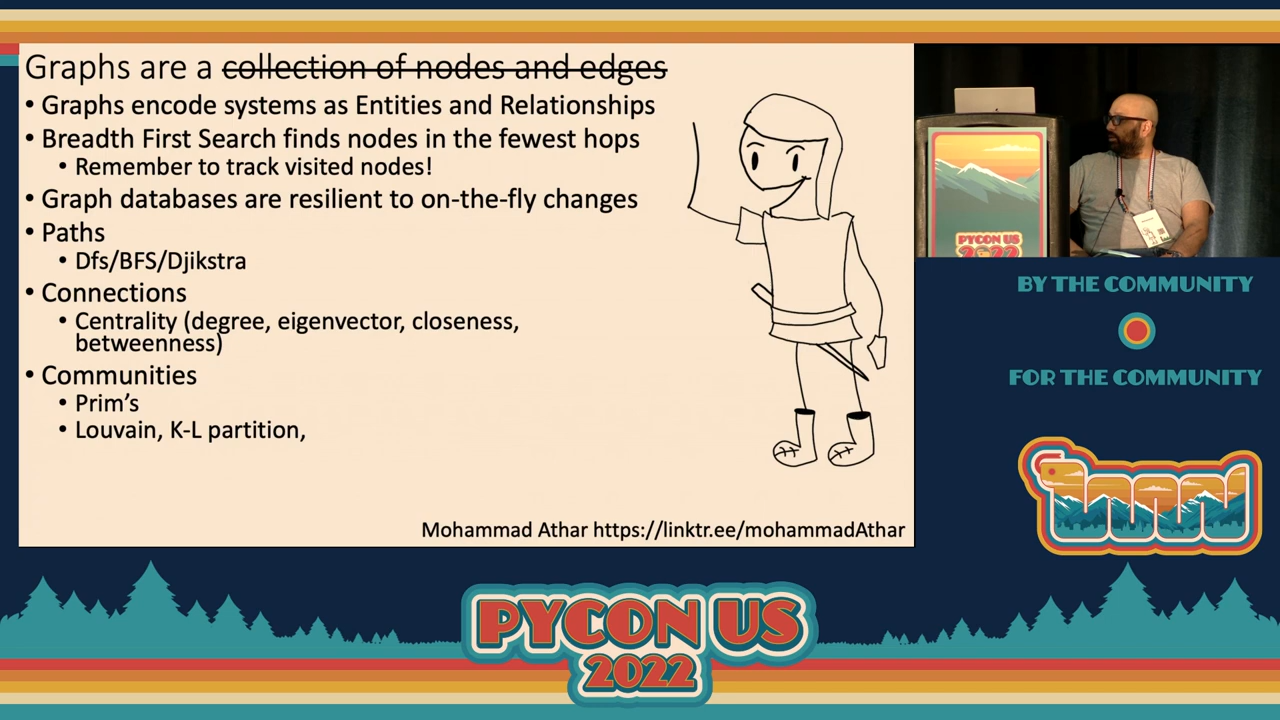 Graphs are a collection of nodes and edges
• Graphs encode systems as Entities and Relationships
• Breadth First Search finds nodes in the fewest hops
• Remember to track visited nodes!
• Graph databases are resilient to on-the-fly changes
• Paths
• Dfs/BFS/Djikstra
• Connections
• Centrality (degree, eigenvector, closeness,
betweenness)
• Communities
• Prim's
• Louvain, K-L partition,
Mohammad Athar https://linktr.ee/mohammadAthar
PYCON US
2022
BY THE COMMUNITY
FOR THE COMMUNITY
PYCON US
2022